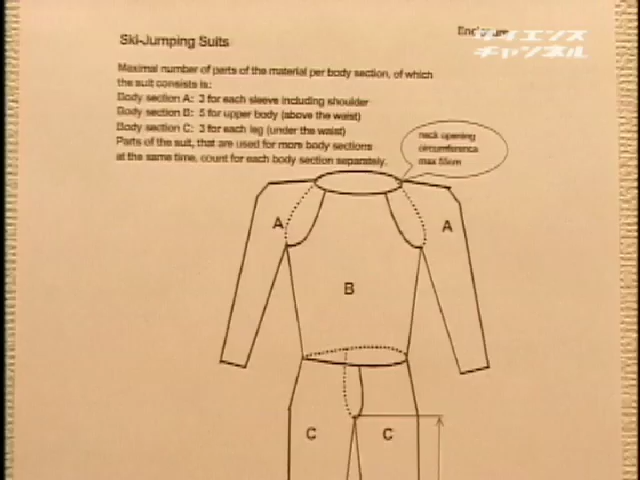 Ski-Jumping Suits
Enclosure
サイエンス
チャンネル
Maximal number of parts of the material per body section, of which
the suit consists is:
Body section A: 3 for each sleeve including shoulder
Body section B: 5 for upper body (above the waist)
Body section C: 3 for each leg (under the waist)
Parts of the suit, that are used for more body sections
at the same time, count for each body section separately.
neck opening
circumference
max
A
A
B
C
C